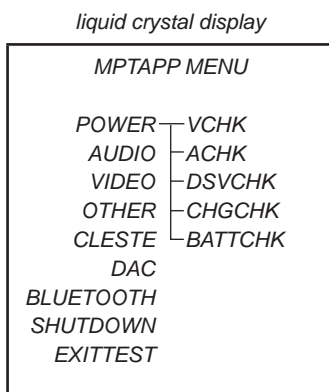 liquid crystal display
MPTAPP MENU
POWER VCHK
AUDIO ACHK
VIDEO DSVCHK
OTHER CHGCHK
CLESTE BATTCHK
DAC
BLUETOOTH
SHUTDOWN
EXITTEST